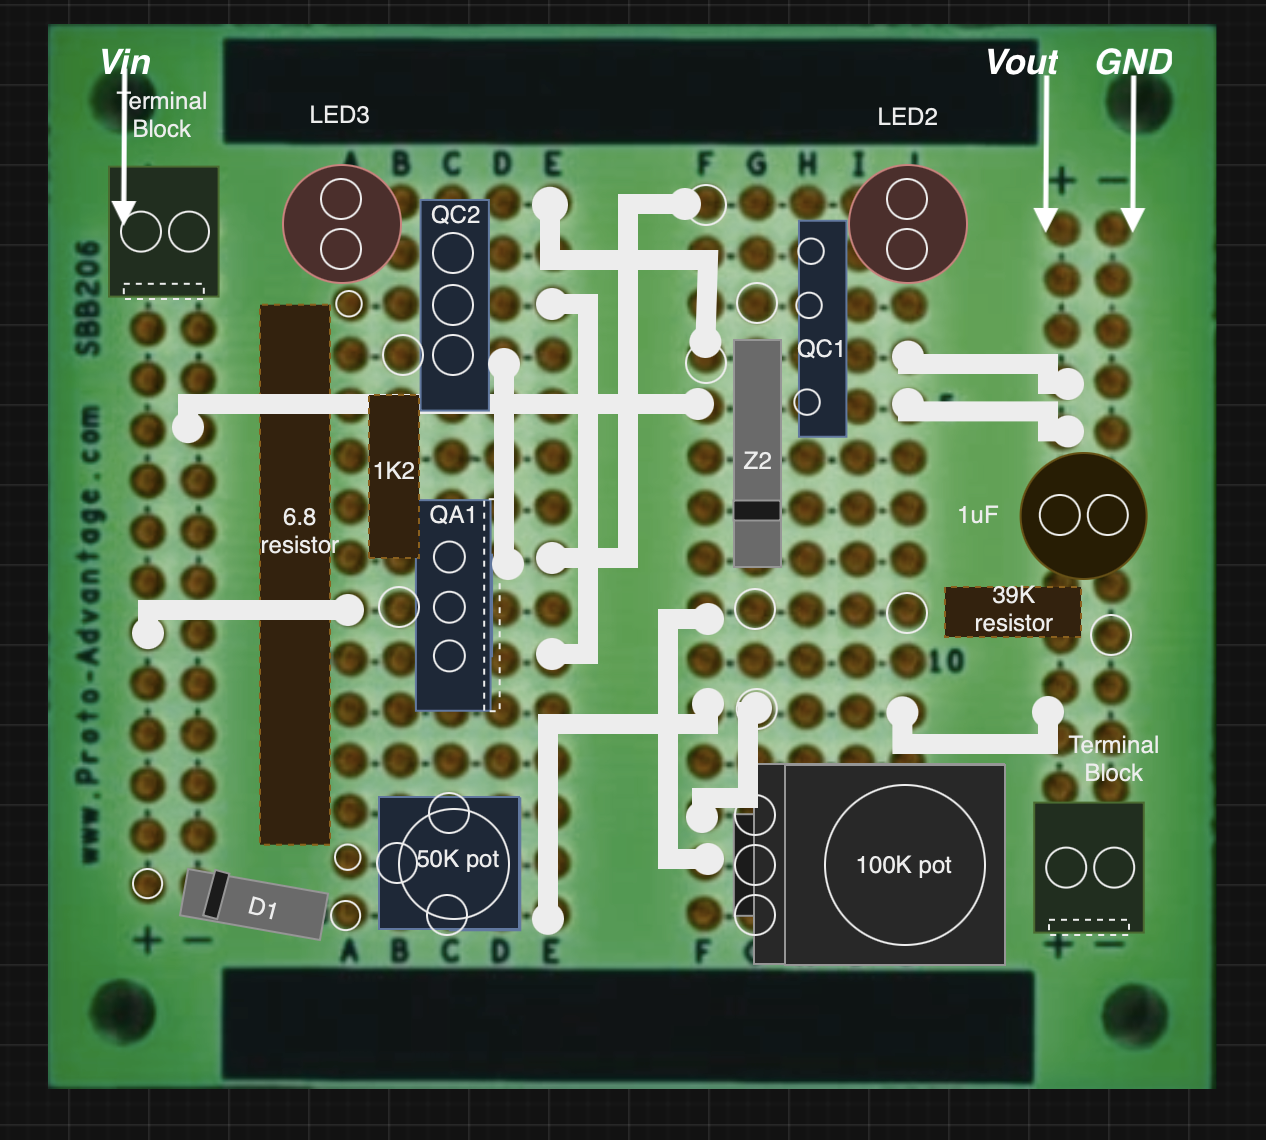 Vin
Vout
GND
Terminal
Block
LED3
LED2
A B C D E
F G H I
+ −
QC2
QC1
SBB206
www.Proto-Advantage.com
1K2
Z2
6.8
resistor
QA1
1uF
39K
resistor
10
Terminal
Block
50K pot
100K pot
D1
+ −
A B C D E
F
+ −